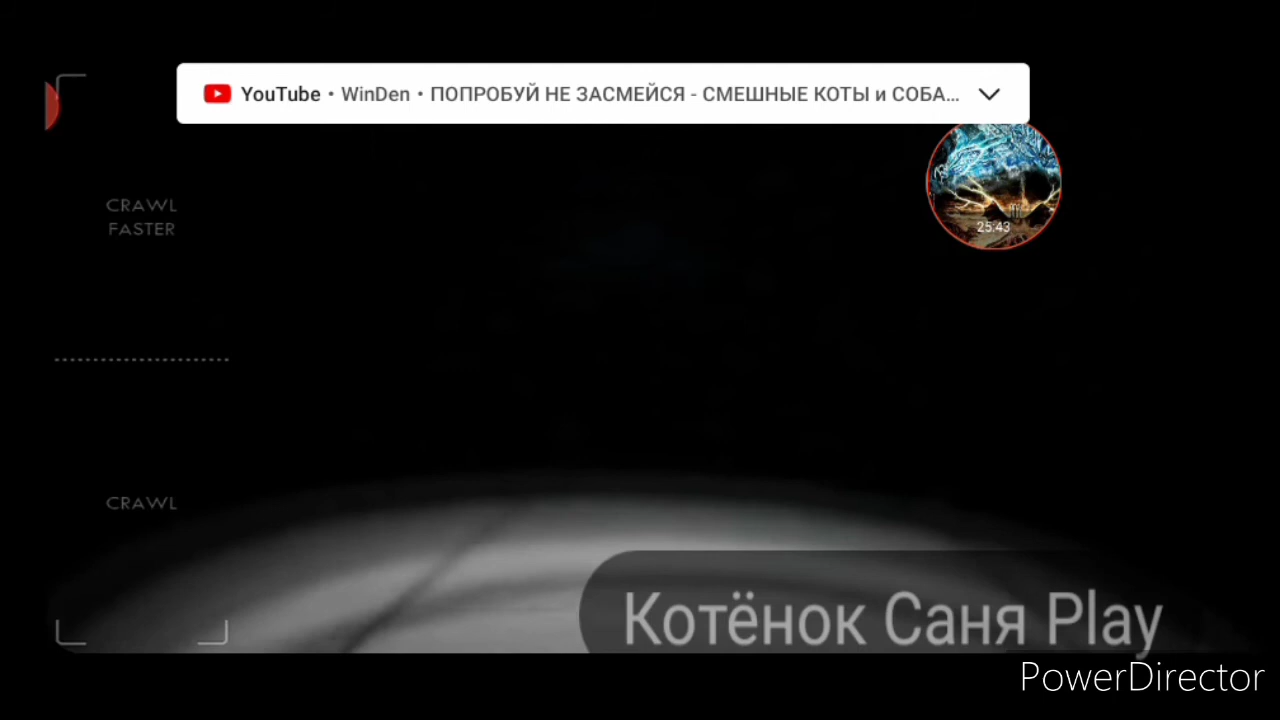 YouTube • WinDen • ПОПРОБУЙ НЕ ЗАСМЕЙСЯ - СМЕШНЫЕ КОТЫ и СОБА...
25:43
CRAWL
FASTER
CRAWL
Котёнок Саня Play
PowerDirector